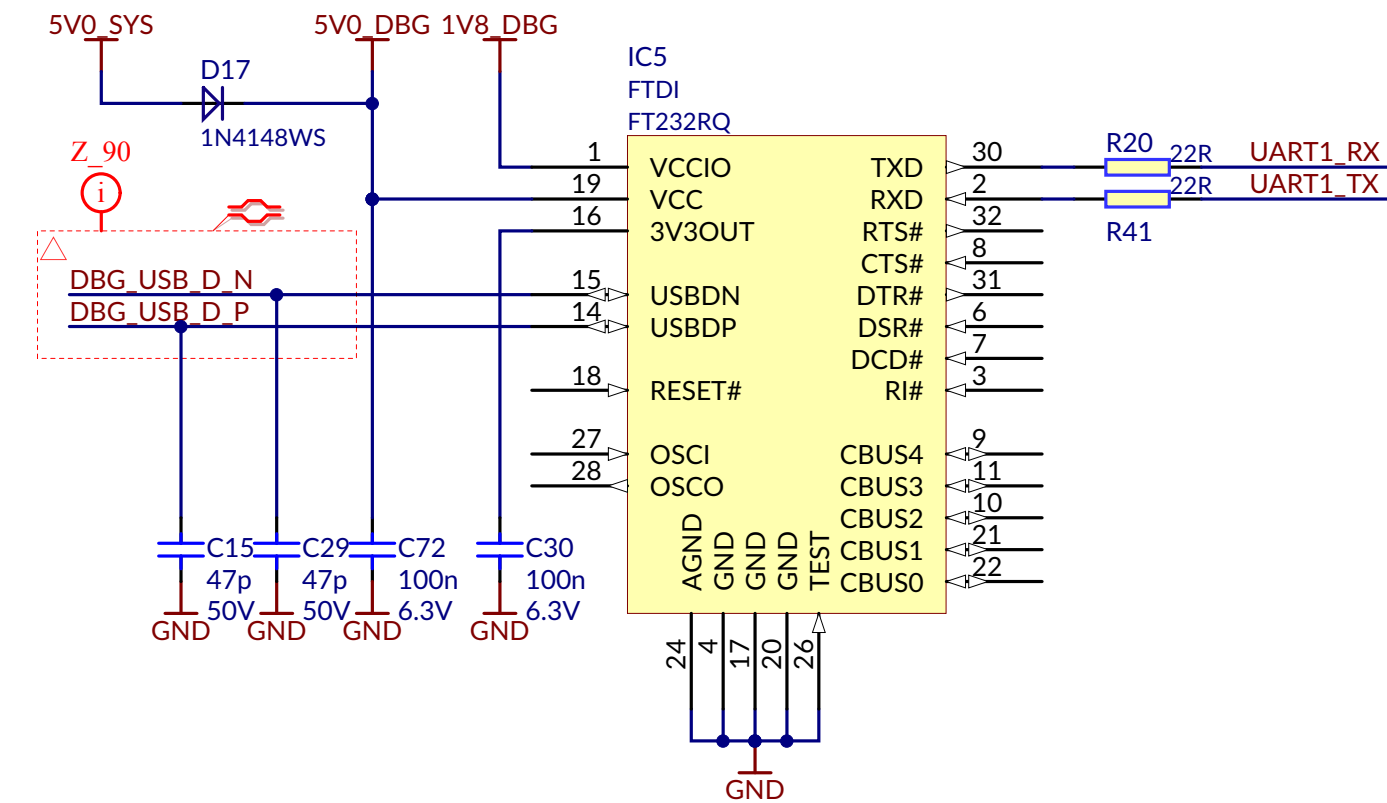 5V0_SYS
5V0_DBG
1V8_DBG
D17
1N4148WS
Z_90
i
DBG_USB_D_N
DBG_USB_D_P
IC5
FTDI
FT232RQ
1 VCCIO
19 VCC
16 3V3OUT
15 USBDN
14 USBDP
18 RESET#
27 OSCI
28 OSCO
TXD 30
RXD 2
RTS# 32
CTS# 8
DTR# 31
DSR# 6
DCD# 7
RI# 3
CBUS4 9
CBUS3 11
CBUS2 10
CBUS1 21
CBUS0 22
R20
22R
UART1_RX
22R
UART1_TX
R41
AGND 24
GND 4
GND 17
GND 20
TEST 26
GND
C15
47p
50V
GND
C29
47p
50V
GND
C72
100n
6.3V
GND
C30
100n
6.3V
GND